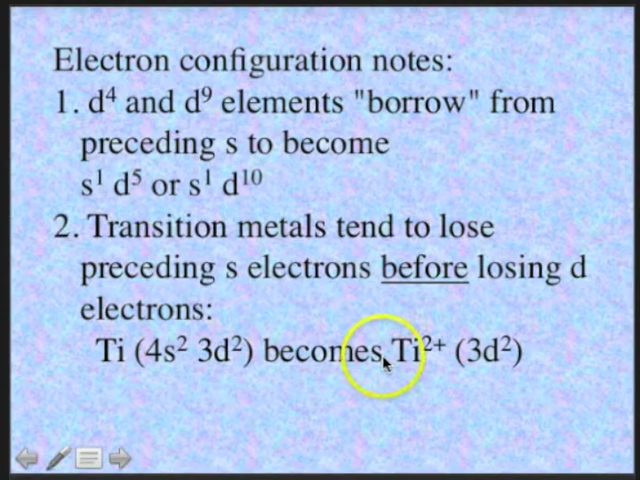 Electron configuration notes:
1. d⁴ and d⁹ elements "borrow" from
preceding s to become
s¹ d⁵ or s¹ d¹⁰
2. Transition metals tend to lose
preceding s electrons before losing d
electrons:
Ti (4s² 3d²) becomes Ti²⁺ (3d²)